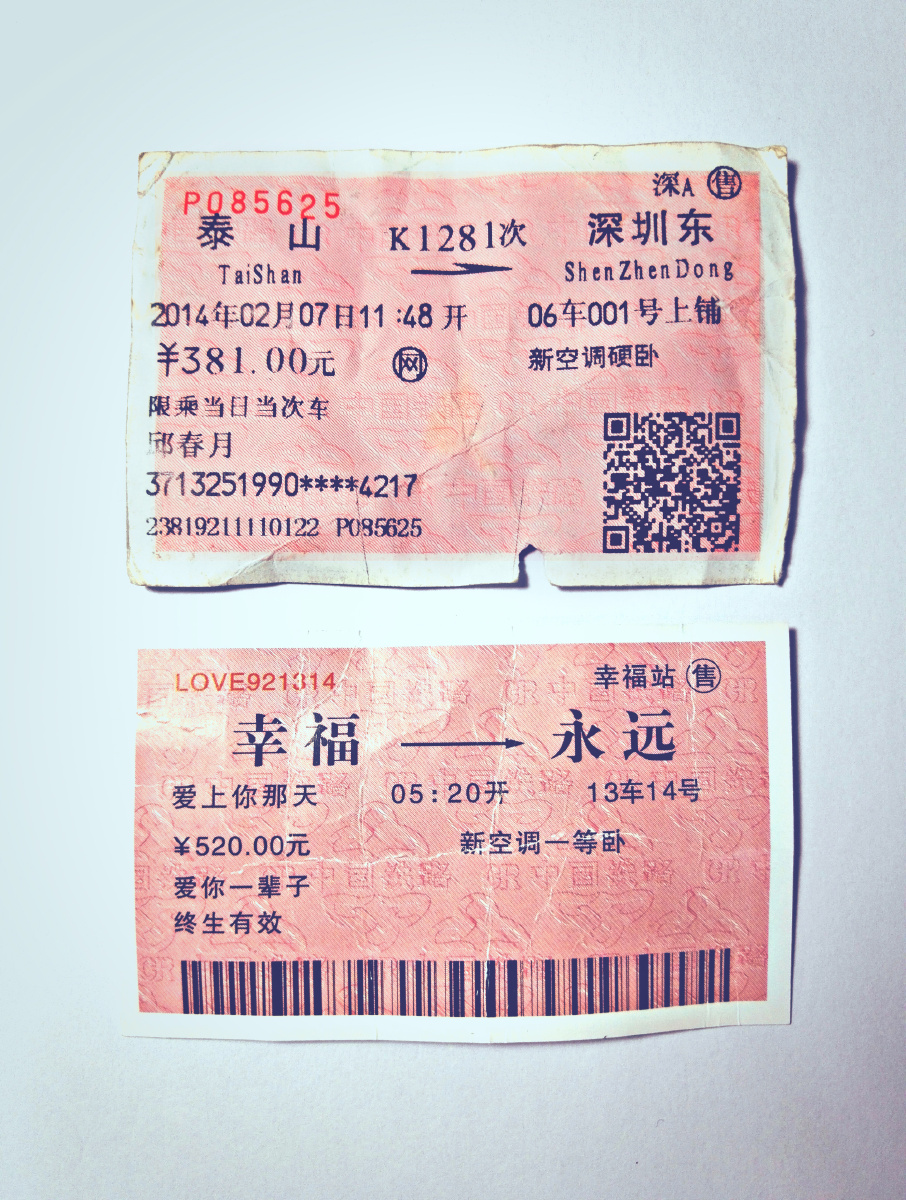 P085625
深A 售
泰 山 K1281次 深圳东
TaiShan ShenZhenDong
2014年02月07日11:48开 06车001号上铺
¥381.00元 网 新空调硬卧
限乘当日当次车
邱春月
3713251990****4217
23819211110122 P085625
LOVE921314 幸福站 售
幸福 永远
爱上你那天 05:20开 13车14号
¥520.00元 新空调一等卧
爱你一辈子
终生有效